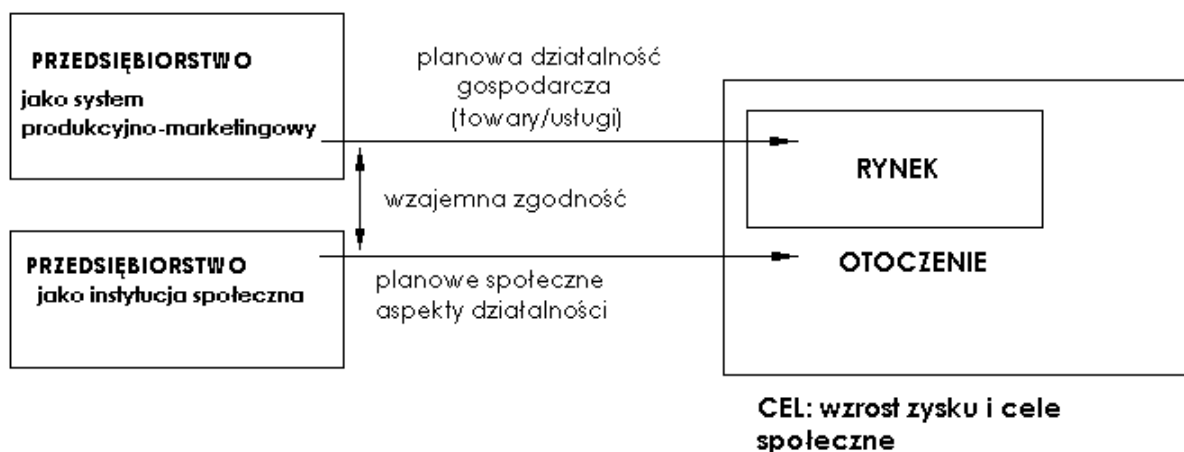 PRZEDSIĘBIORSTWO
jako system
produkcyjno-marketingowy
planowa działalność
gospodarcza
(towary/usługi)
RYNEK
wzajemna zgodność
PRZEDSIĘBIORSTWO
jako instytucja społeczna
planowe społeczne
aspekty działalności
OTOCZENIE
CEL: wzrost zysku i cele
społeczne